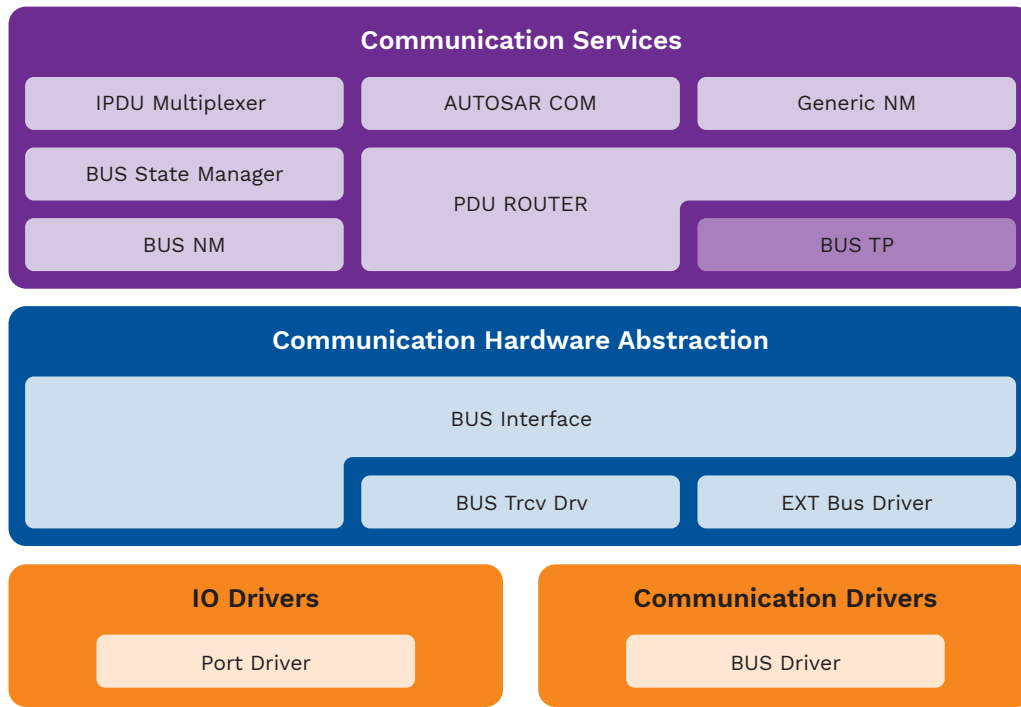 Communication Services
IPDU Multiplexer
AUTOSAR COM
Generic NM
BUS State Manager
PDU ROUTER
BUS NM
BUS TP
Communication Hardware Abstraction
BUS Interface
BUS Trcv Drv
EXT Bus Driver
IO Drivers
Communication Drivers
Port Driver
BUS Driver